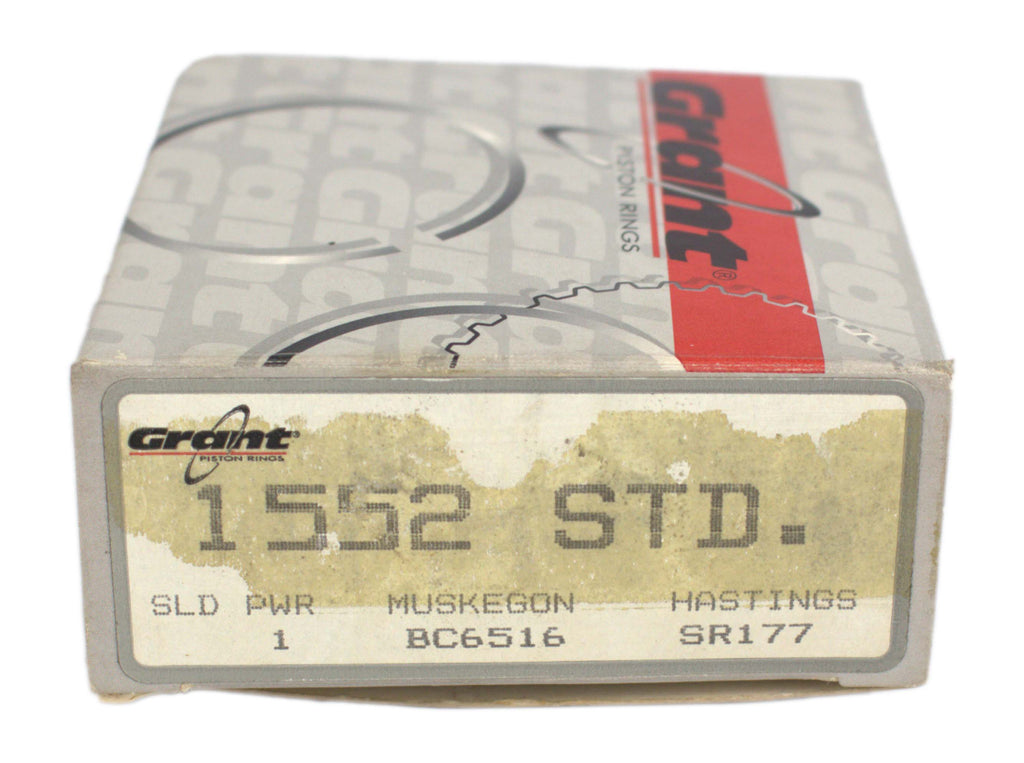 Grant®
PISTON RINGS
Grant®
PISTON RINGS
1552 STD.
SLD PWR MUSKEGON HASTINGS
1 BC6516 SR177